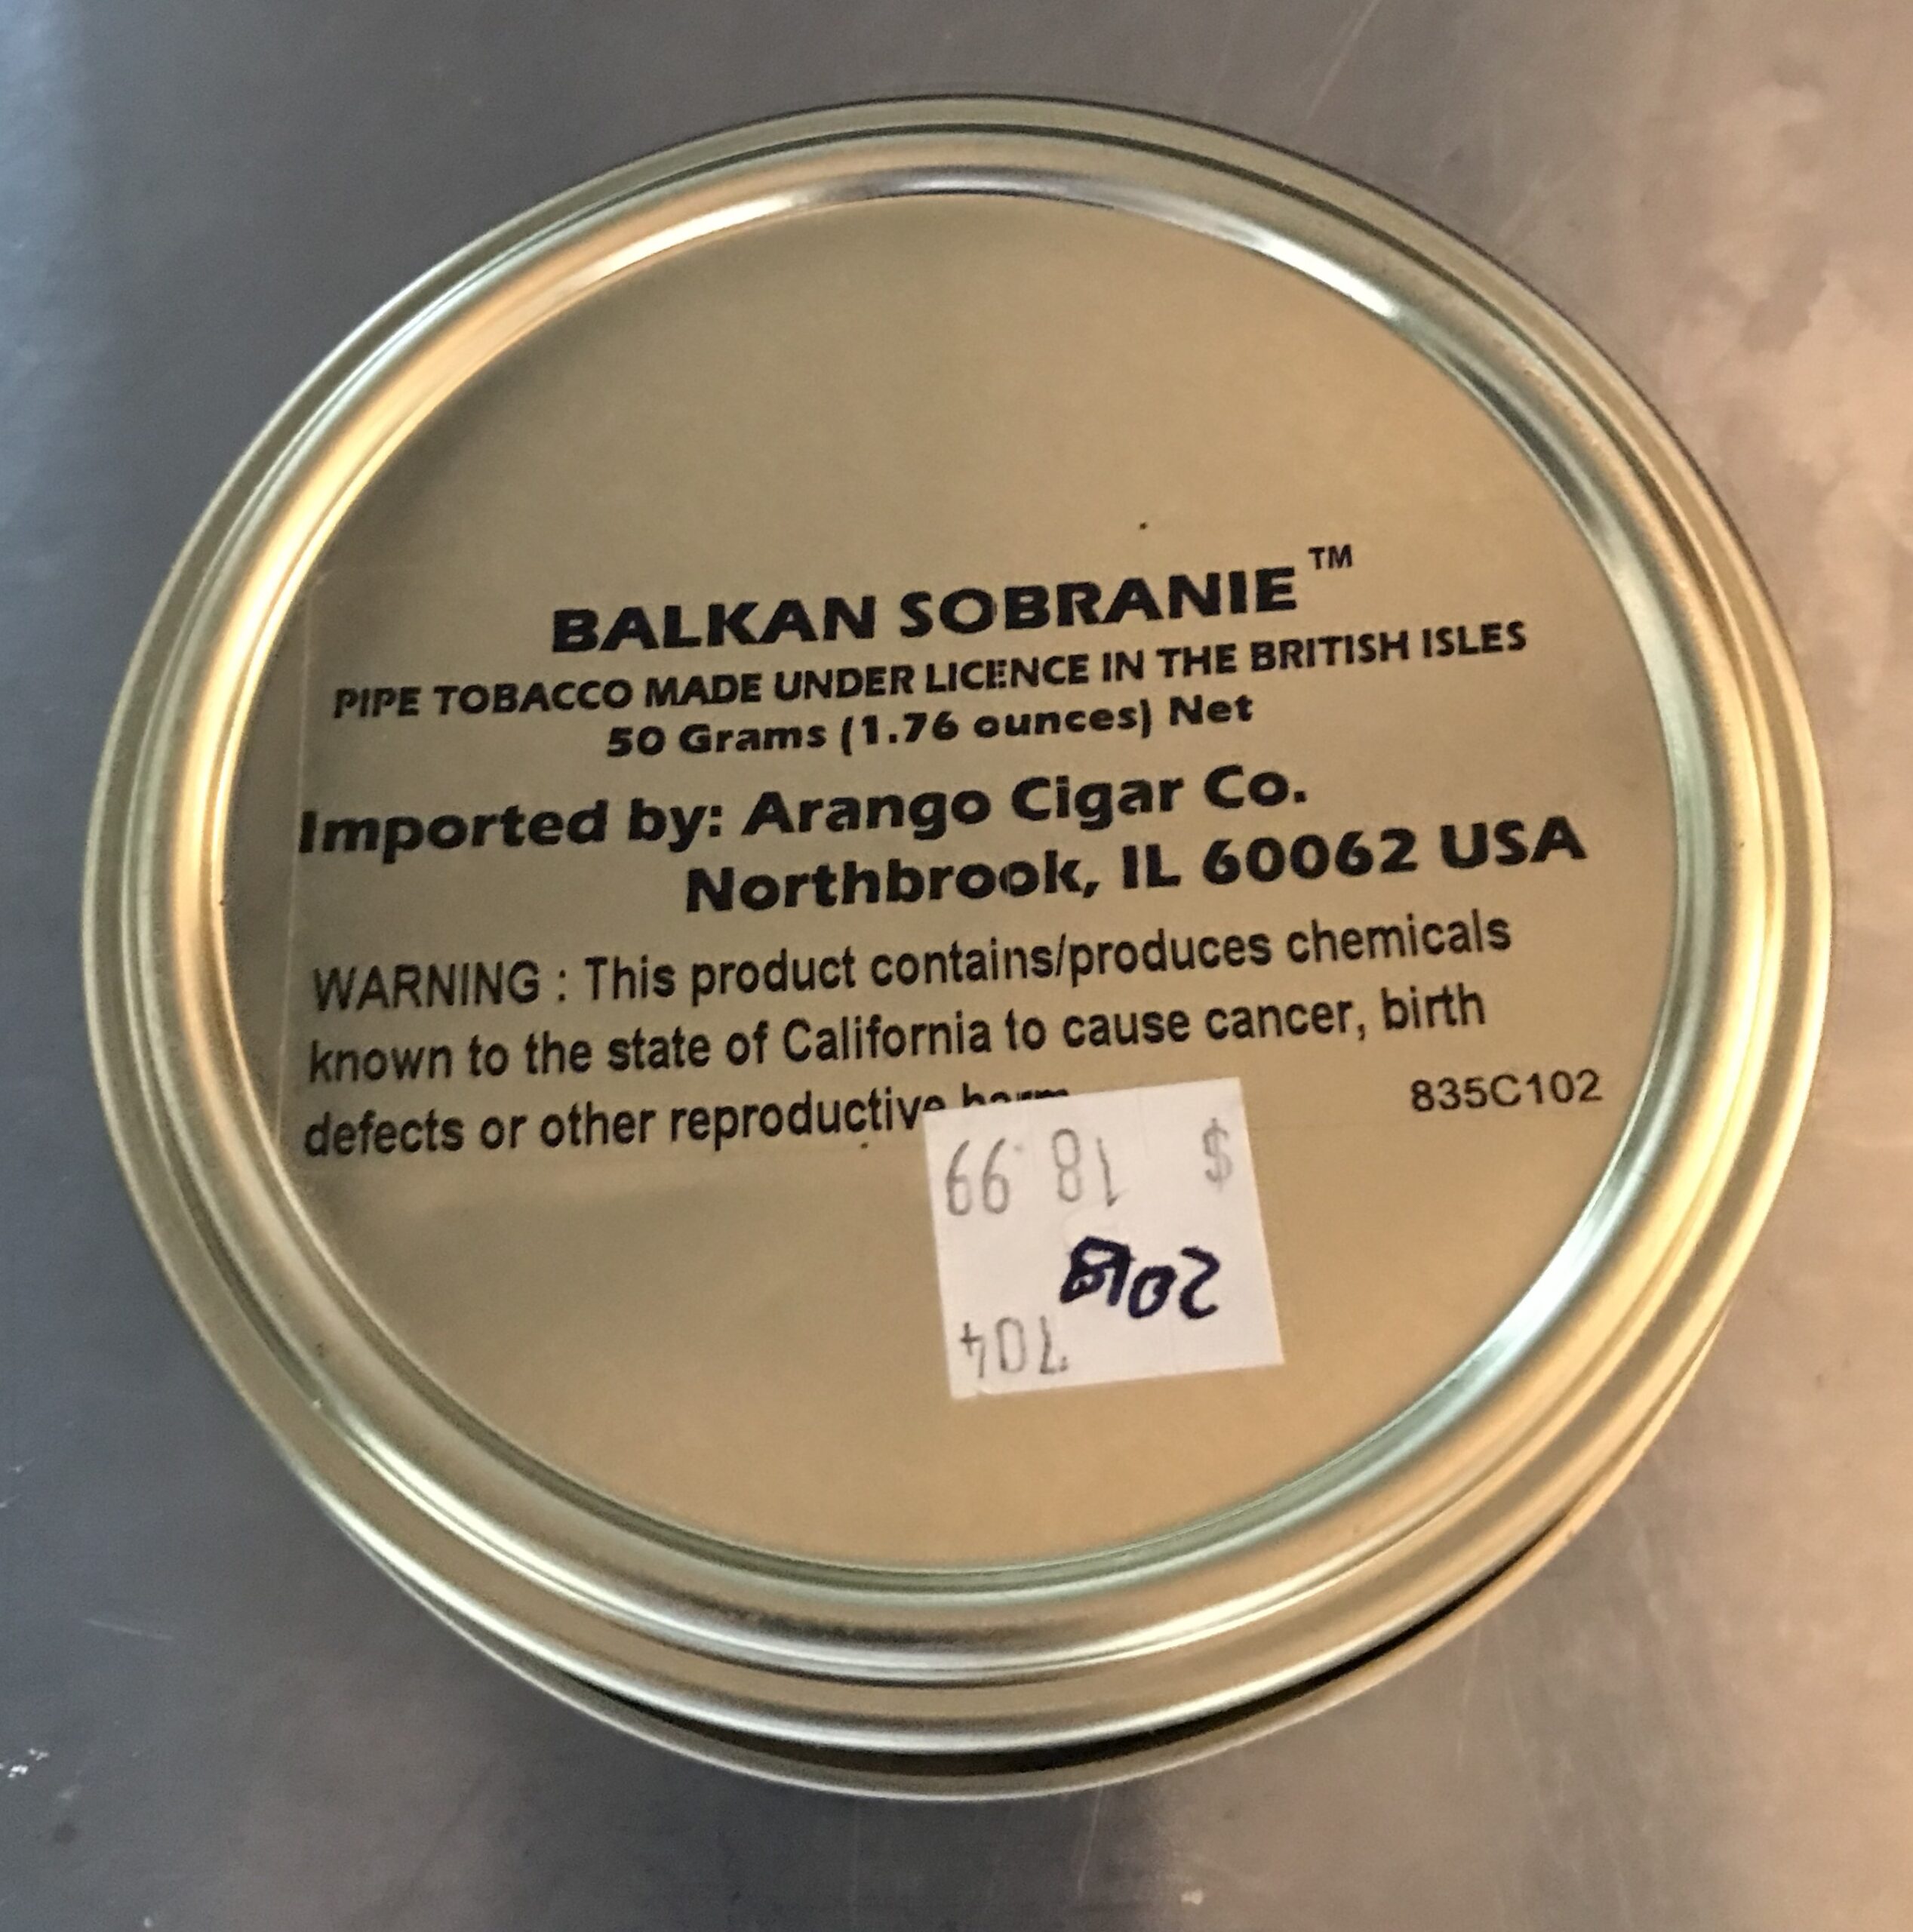 BALKAN SOBRANIE™
PIPE TOBACCO MADE UNDER LICENCE IN THE BRITISH ISLES
50 Grams (1.76 ounces) Net
Imported by: Arango Cigar Co.
Northbrook, IL 60062 USA
WARNING : This product contains/produces chemicals
known to the state of California to cause cancer, birth
defects or other reproductive harm
835C102
704
$ 18.99